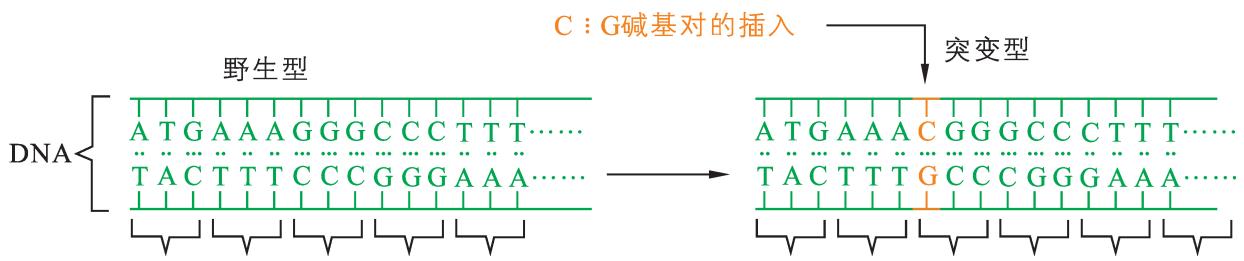 C⋮G碱基对的插入
野生型
突变型
DNA
A T G A A A G G G C C C T T T……
T A C T T T C C C G G G A A A……
A T G A A A C G G G C C C T T T……
T A C T T T G C C C G G G A A A……